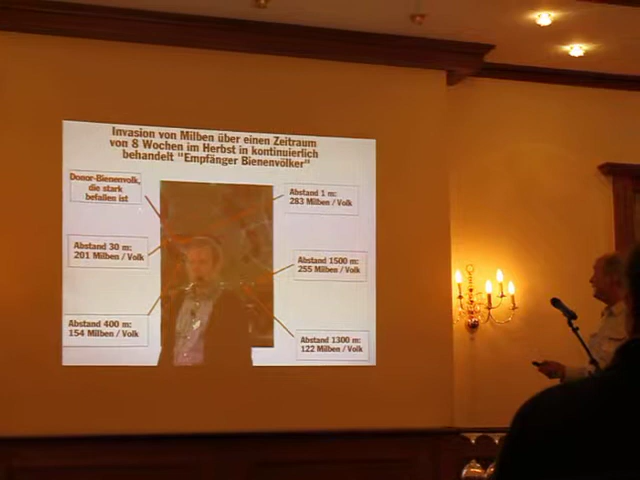 Invasion von Milben über einen Zeitraum
von 8 Wochen im Herbst in kontinuierlich
behandelt "Empfänger Bienenvölker"
Donor-Bienenvolk,
die stark
befallen ist
Abstand 1 m:
283 Milben / Volk
Abstand 30 m:
201 Milben / Volk
Abstand 1500 m:
255 Milben / Volk
Abstand 400 m:
154 Milben / Volk
Abstand 1300 m:
122 Milben / Volk